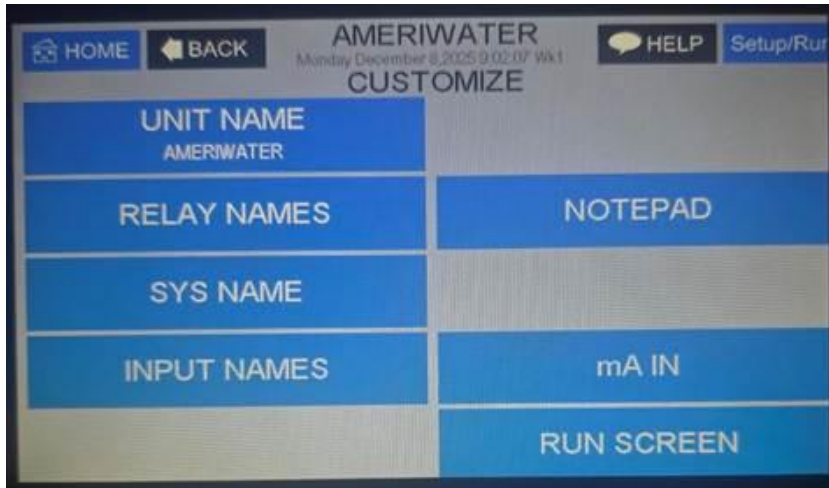 HOME BACK AMERIWATER HELP Setup/Run
Monday December 8,2025 9:02:07 Wk1
CUSTOMIZE
UNIT NAME
AMERIWATER
RELAY NAMES NOTEPAD
SYS NAME
INPUT NAMES mA IN
RUN SCREEN